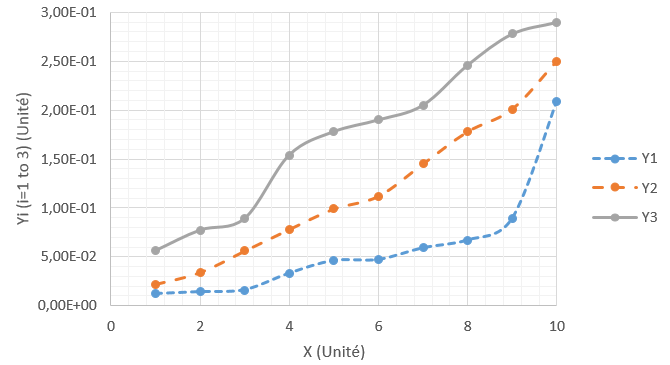 3,00E-01
2,50E-01
2,00E-01
1,50E-01
1,00E-01
5,00E-02
0,00E+00
Yi (i=1 to 3) (Unité)
0 2 4 6 8 10
X (Unité)
Y1
Y2
Y3